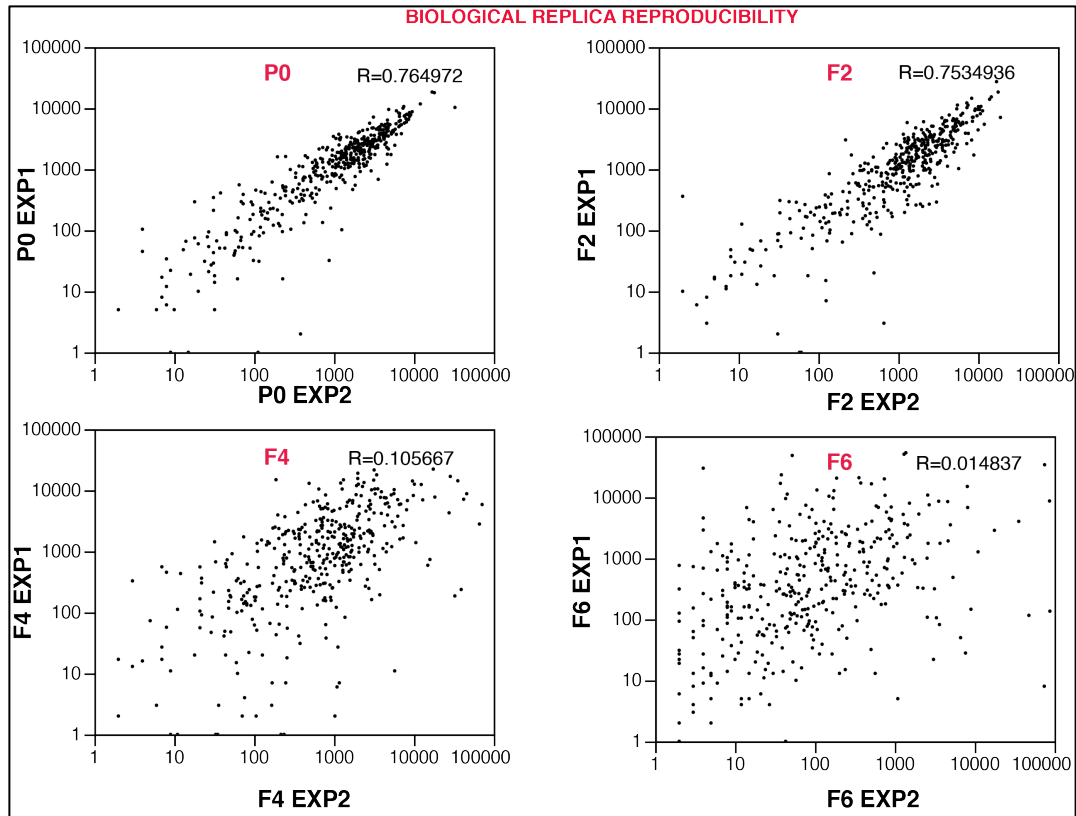 BIOLOGICAL REPLICA REPRODUCIBILITY
P0
R=0.764972
100000
10000
1000
100
10
1
P0 EXP1
1 10 100 1000 10000 100000
P0 EXP2
F2
R=0.7534936
100000
10000
1000
100
10
1
F2 EXP1
1 10 100 1000 10000 100000
F2 EXP2
F4
R=0.105667
100000
10000
1000
100
10
1
F4 EXP1
1 10 100 1000 10000 100000
F4 EXP2
F6
R=0.014837
100000
10000
1000
100
10
1
F6 EXP1
1 10 100 1000 10000 100000
F6 EXP2